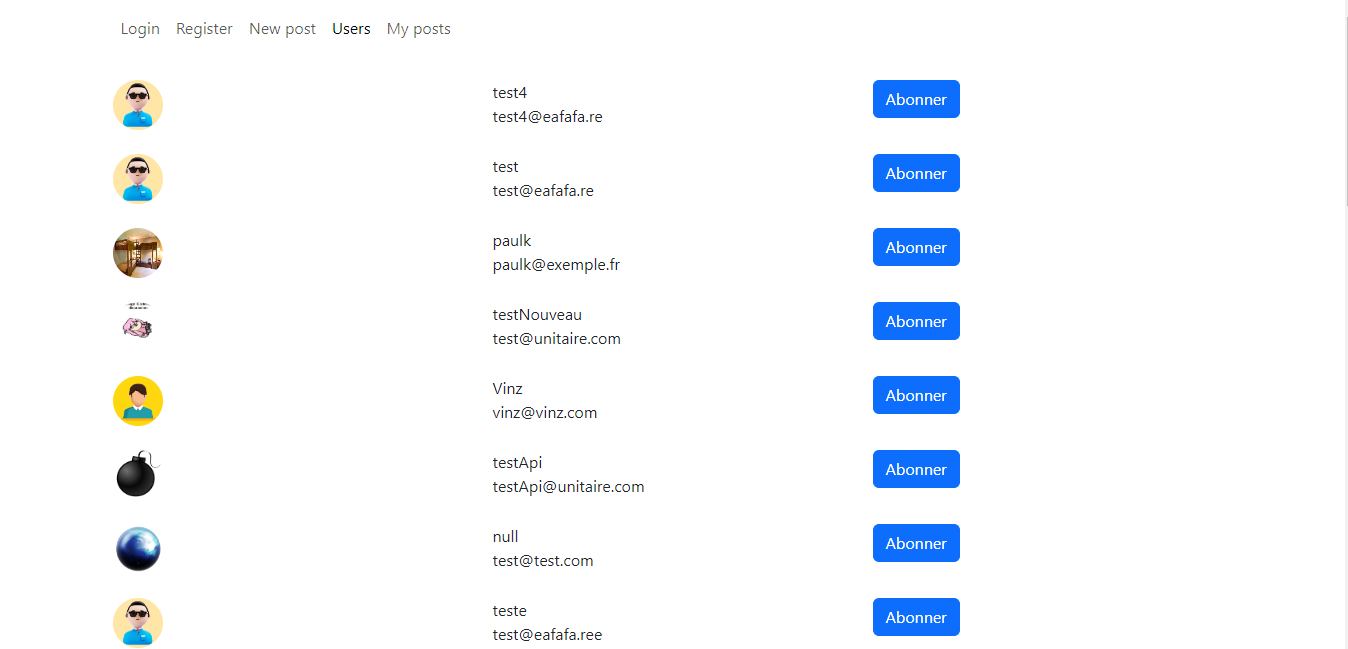 Login Register New post Users My posts
test4
test4@eafafa.re
Abonner
test
test@eafafa.re
Abonner
paulk
paulk@exemple.fr
Abonner
testNouveau
test@unitaire.com
Abonner
Vinz
vinz@vinz.com
Abonner
testApi
testApi@unitaire.com
Abonner
null
test@test.com
Abonner
teste
test@eafafa.ree
Abonner